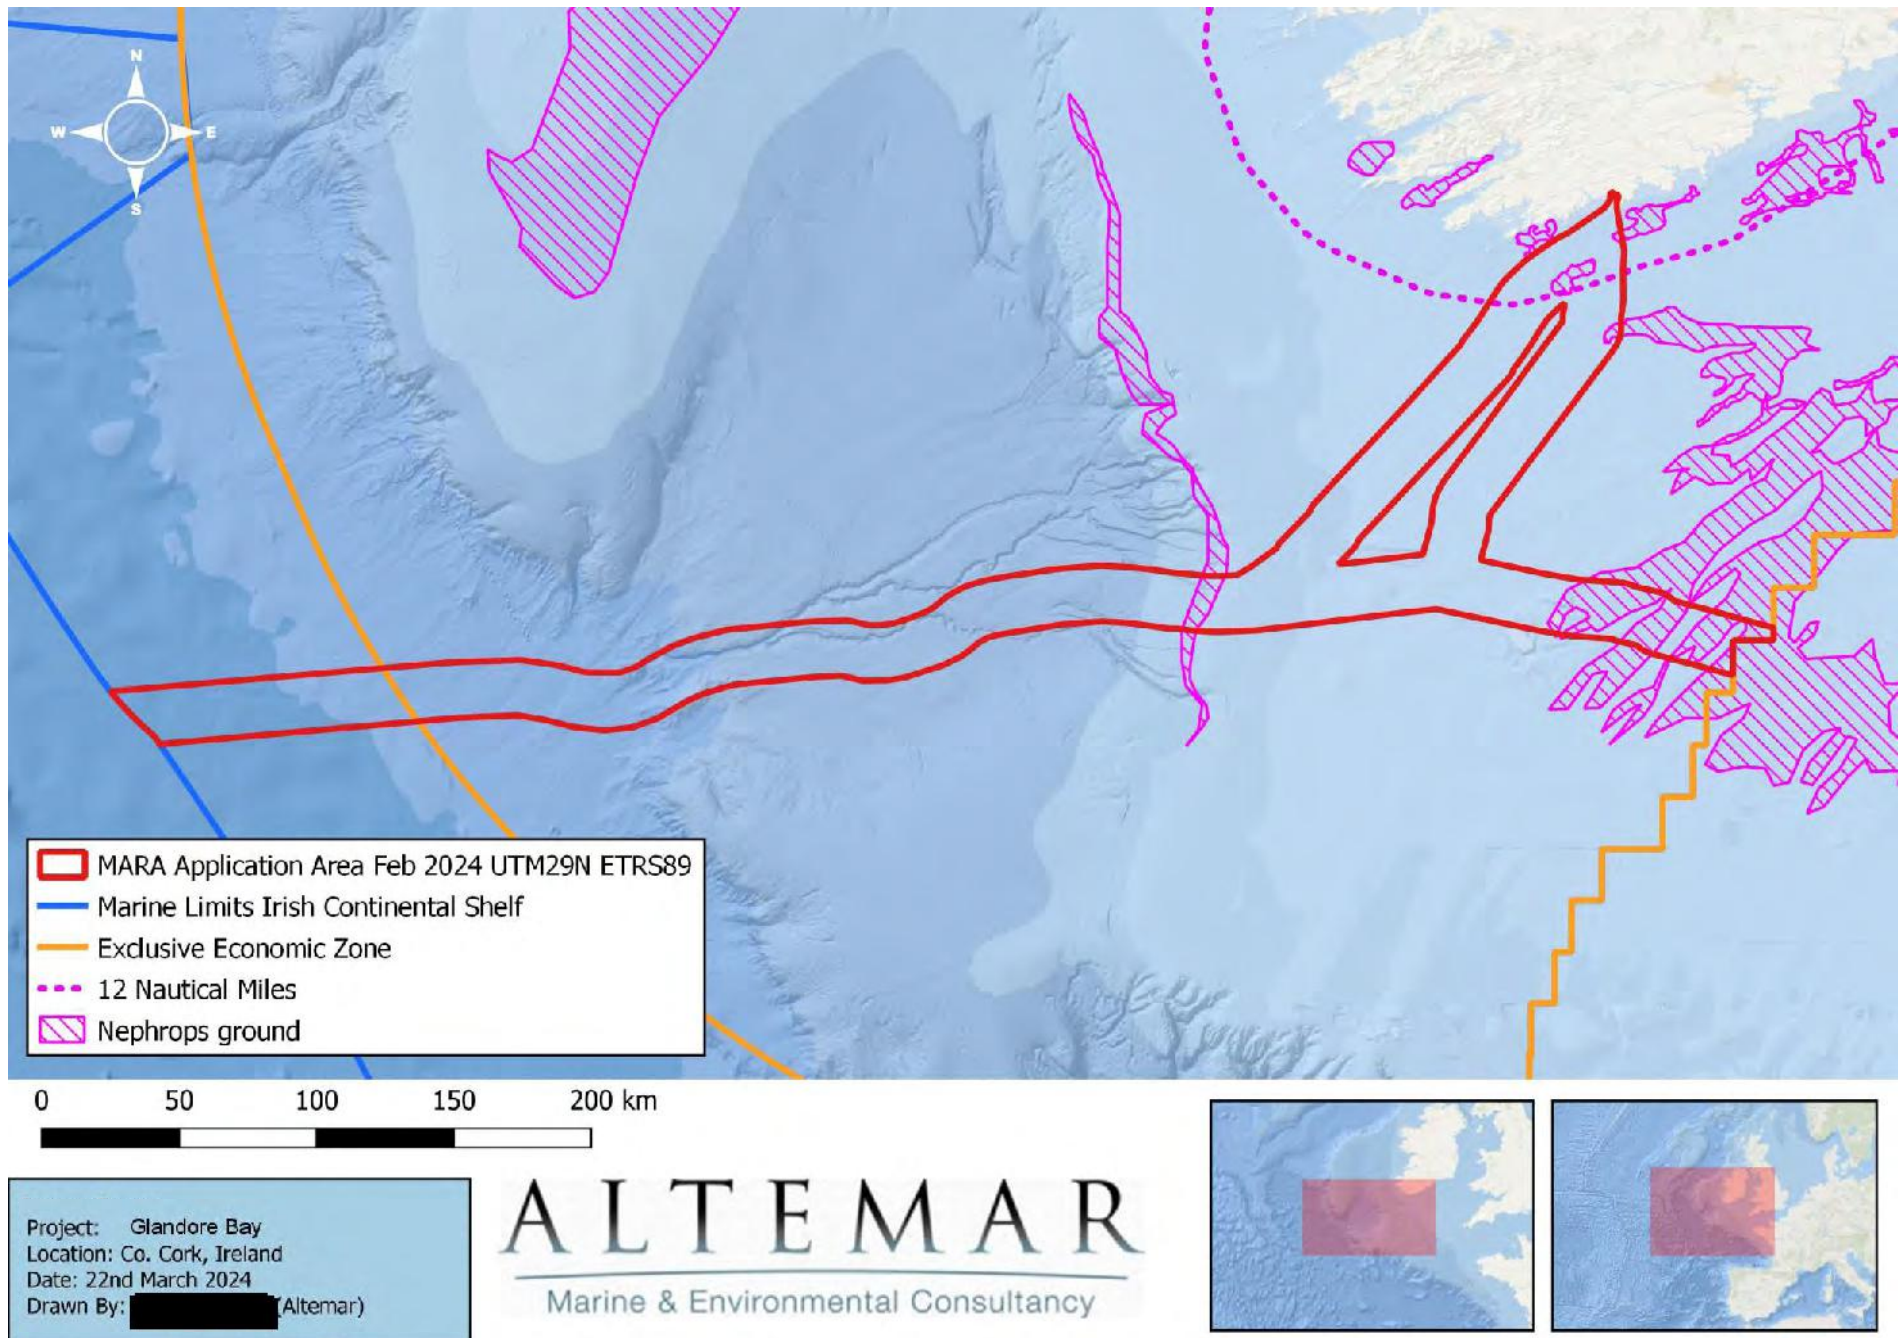 N
W E
S
MARA Application Area Feb 2024 UTM29N ETRS89
Marine Limits Irish Continental Shelf
Exclusive Economic Zone
12 Nautical Miles
Nephrops ground
0 50 100 150 200 km
Project: Glandore Bay
Location: Co. Cork, Ireland
Date: 22nd March 2024
Drawn By: (Altemar)
ALTEMAR
Marine & Environmental Consultancy